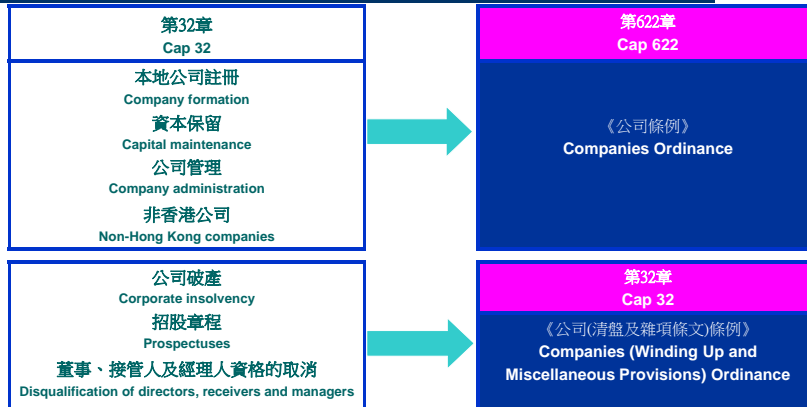 第32章
Cap 32
本地公司註冊
Company formation
資本保留
Capital maintenance
公司管理
Company administration
非香港公司
Non-Hong Kong companies
第622章
Cap 622
《公司條例》
Companies Ordinance
公司破產
Corporate insolvency
招股章程
Prospectuses
董事、接管人及經理人資格的取消
Disqualification of directors, receivers and managers
第32章
Cap 32
《公司(清盤及雜項條文)條例》
Companies (Winding Up and
Miscellaneous Provisions) Ordinance